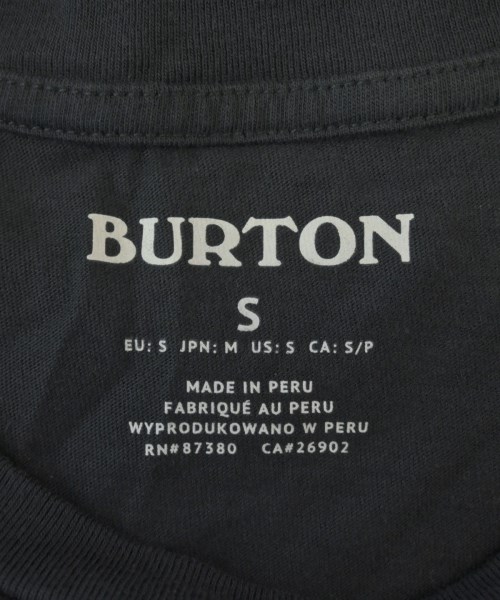 BURTON
S
EU: S JPN: M US: S CA: S/P
MADE IN PERU
FABRIQUÉ AU PERU
WYPRODUKOWANO W PERU
RN#87380 CA#26902